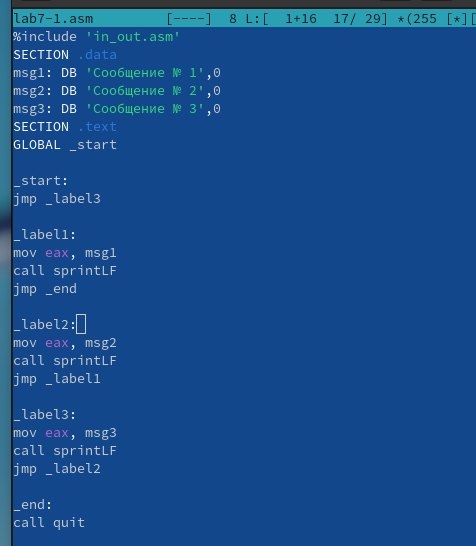 lab7-1.asm [----] 8 L:[ 1+16 17/ 29] *(255 [*][
%include 'in_out.asm'
SECTION .data
msg1: DB 'Сообщение № 1',0
msg2: DB 'Сообщение № 2',0
msg3: DB 'Сообщение № 3',0
SECTION .text
GLOBAL _start
_start:
jmp _label3
_label1:
mov eax, msg1
call sprintLF
jmp _end
_label2:
mov eax, msg2
call sprintLF
jmp _label1
_label3:
mov eax, msg3
call sprintLF
jmp _label2
_end:
call quit